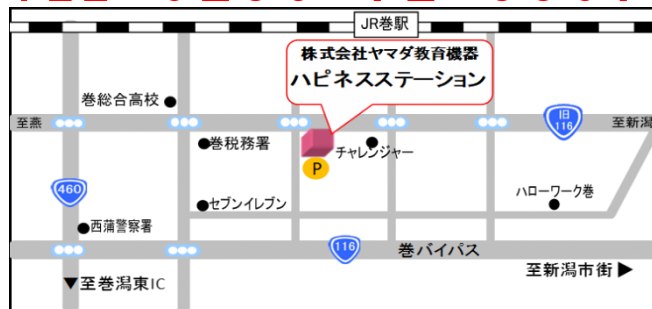 JR巻駅
株式会社ヤマダ教育機器
ハピネスステーション
巻総合高校
至燕
旧
116
至新潟
巻税務署
チャレンジャー
P
460
セブンイレブン
ハローワーク巻
西蒲警察署
116
巻バイパス
至新潟市街▶
▼至巻潟東IC